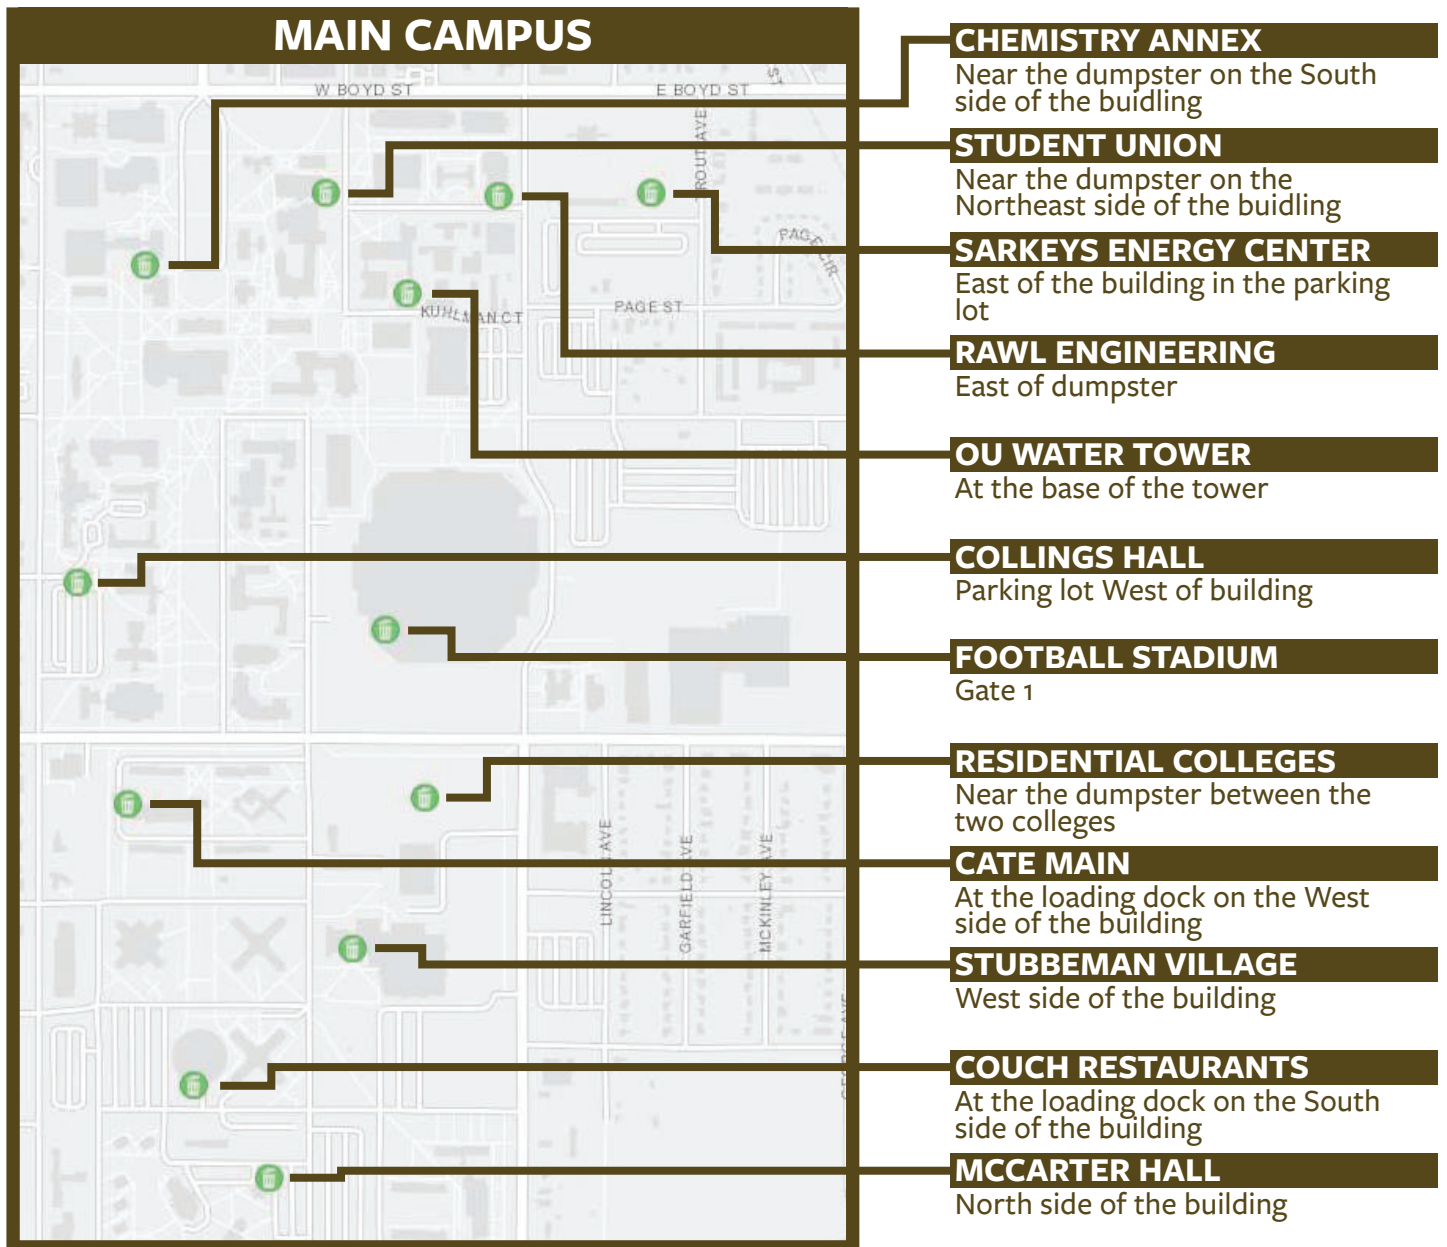 MAIN CAMPUS
W BOYD ST
E BOYD ST
ST
TROUT AVE
PAGE CIR
KUHLMAN CT
PAGE ST
LINCOLN AVE
GARFIELD AVE
MCKINLEY AVE
GEORGE AVE
CHEMISTRY ANNEX
Near the dumpster on the South
side of the buidling
STUDENT UNION
Near the dumpster on the
Northeast side of the buidling
SARKEYS ENERGY CENTER
East of the building in the parking
lot
RAWL ENGINEERING
East of dumpster
OU WATER TOWER
At the base of the tower
COLLINGS HALL
Parking lot West of building
FOOTBALL STADIUM
Gate 1
RESIDENTIAL COLLEGES
Near the dumpster between the
two colleges
CATE MAIN
At the loading dock on the West
side of the building
STUBBEMAN VILLAGE
West side of the building
COUCH RESTAURANTS
At the loading dock on the South
side of the building
MCCARTER HALL
North side of the building